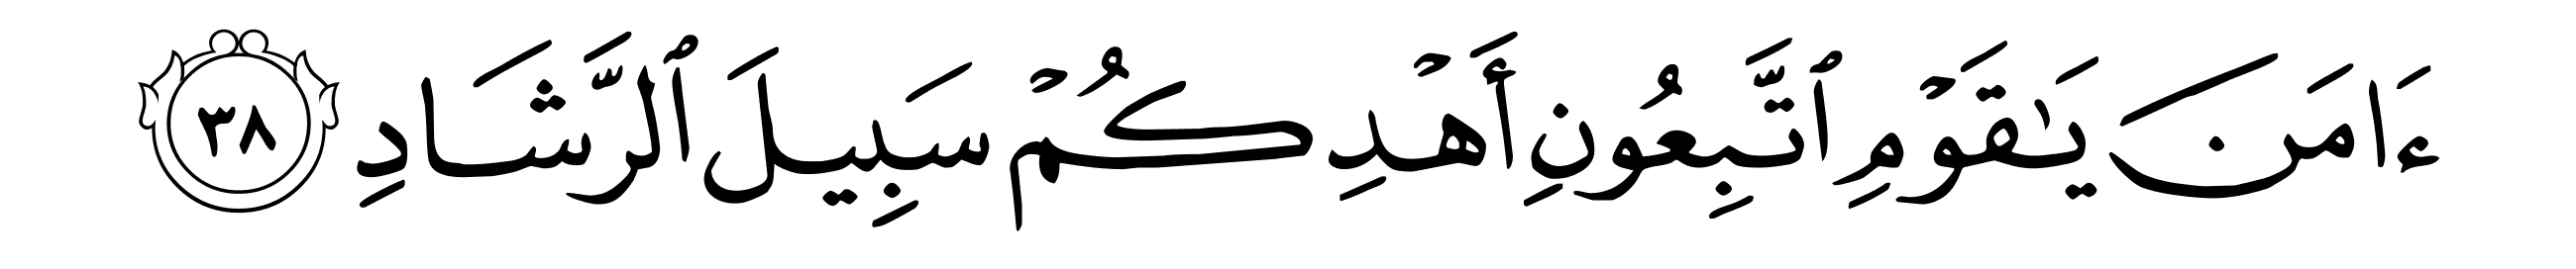 ءَامَنَ يَٰقَوۡمِ ٱتَّبِعُونِ أَهۡدِكُمۡ سَبِيلَ ٱلرَّشَادِ ٣٨